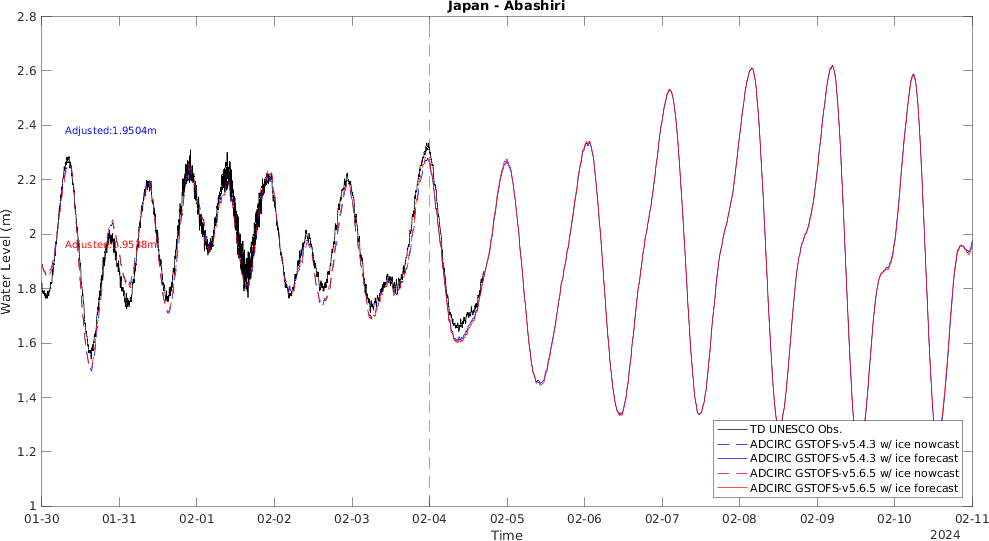 Japan - Abashiri
2.8
2.6
2.4
2.2
2
1.8
1.6
1.4
1.2
1
Water Level (m)
Adjusted:1.9504m
TD UNESCO Obs.
ADCIRC GSTOFS-v5.4.3 w/ ice nowcast
ADCIRC GSTOFS-v5.4.3 w/ ice forecast
ADCIRC GSTOFS-v5.6.5 w/ ice nowcast
ADCIRC GSTOFS-v5.6.5 w/ ice forecast
01-30 01-31 02-01 02-02 02-03 02-04 02-05 02-06 02-07 02-08 02-09 02-10 02-11
Time
2024